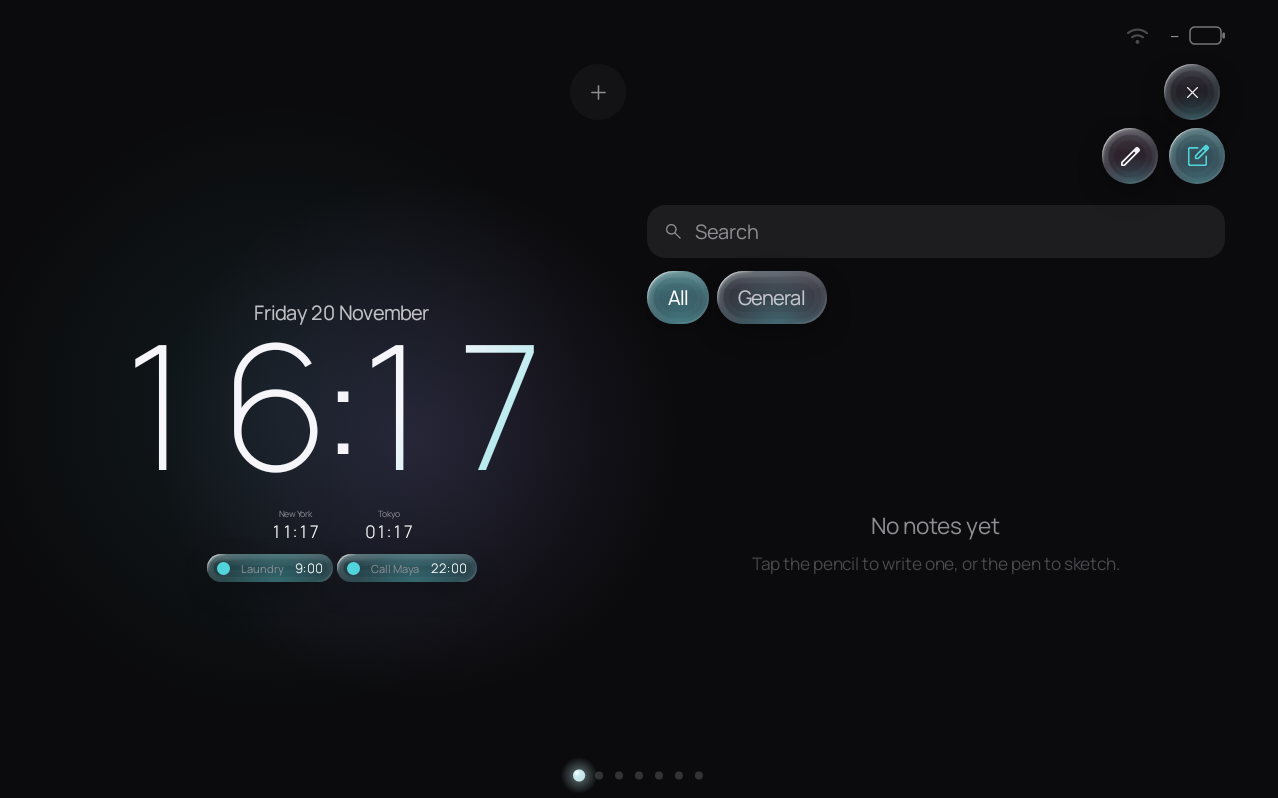 Search
All General
Friday 20 November
16:17
New York Tokyo
11:17 01:17
Laundry 9:00 Call Maya 22:00
No notes yet
Tap the pencil to write one, or the pen to sketch.